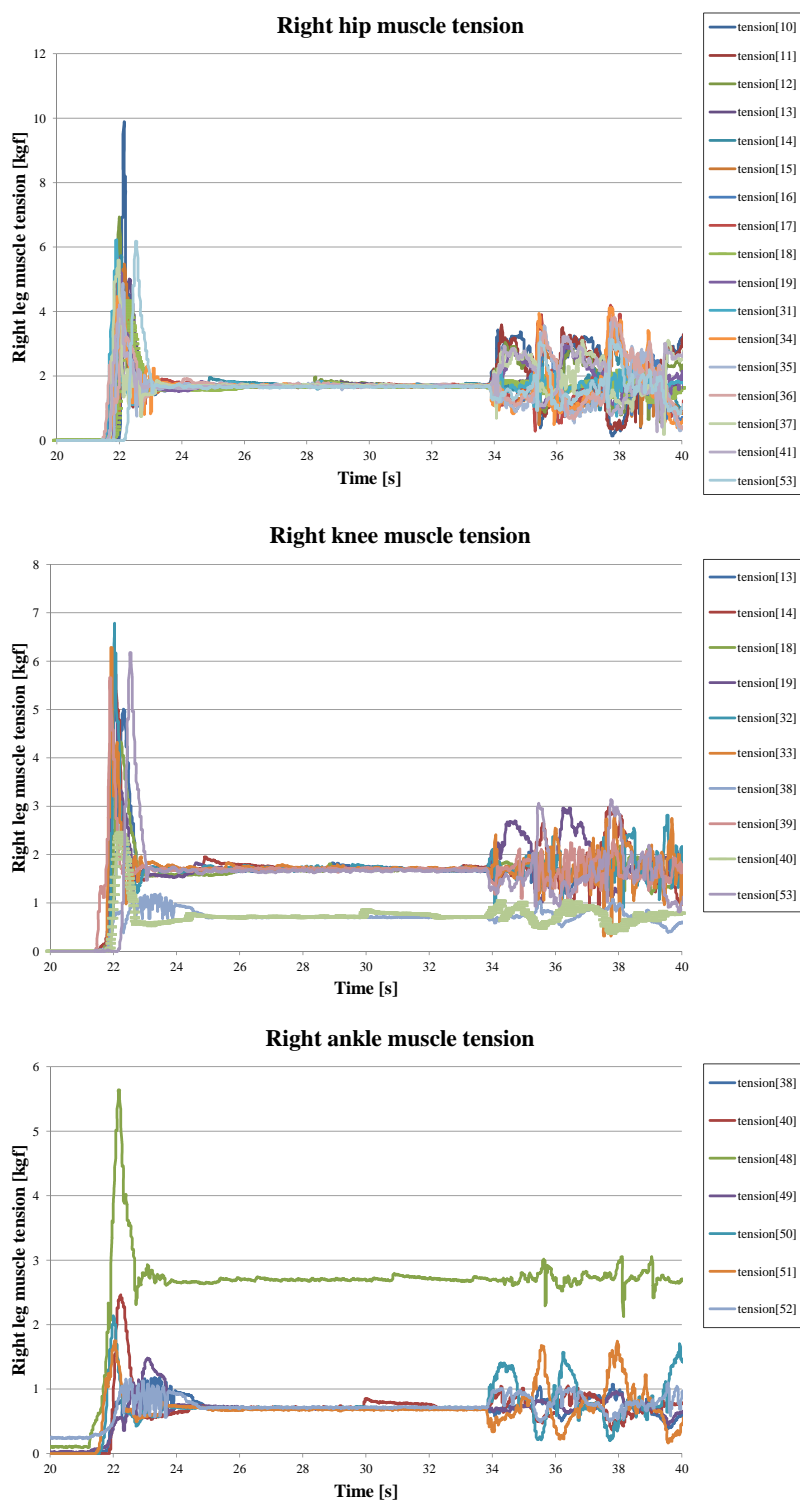 Right hip muscle tension
Right leg muscle tension [kgf]
12
10
8
6
4
2
0
20 22 24 26 28 30 32 34 36 38 40
Time [s]
tension[10]
tension[11]
tension[12]
tension[13]
tension[14]
tension[15]
tension[16]
tension[17]
tension[18]
tension[19]
tension[31]
tension[34]
tension[35]
tension[36]
tension[37]
tension[41]
tension[53]
Right knee muscle tension
Right leg muscle tension [kgf]
8
7
6
5
4
3
2
1
0
20 22 24 26 28 30 32 34 36 38 40
Time [s]
tension[13]
tension[14]
tension[18]
tension[19]
tension[32]
tension[33]
tension[38]
tension[39]
tension[40]
tension[53]
Right ankle muscle tension
Right leg muscle tension [kgf]
6
5
4
3
2
1
0
20 22 24 26 28 30 32 34 36 38 40
Time [s]
tension[38]
tension[40]
tension[48]
tension[49]
tension[50]
tension[51]
tension[52]